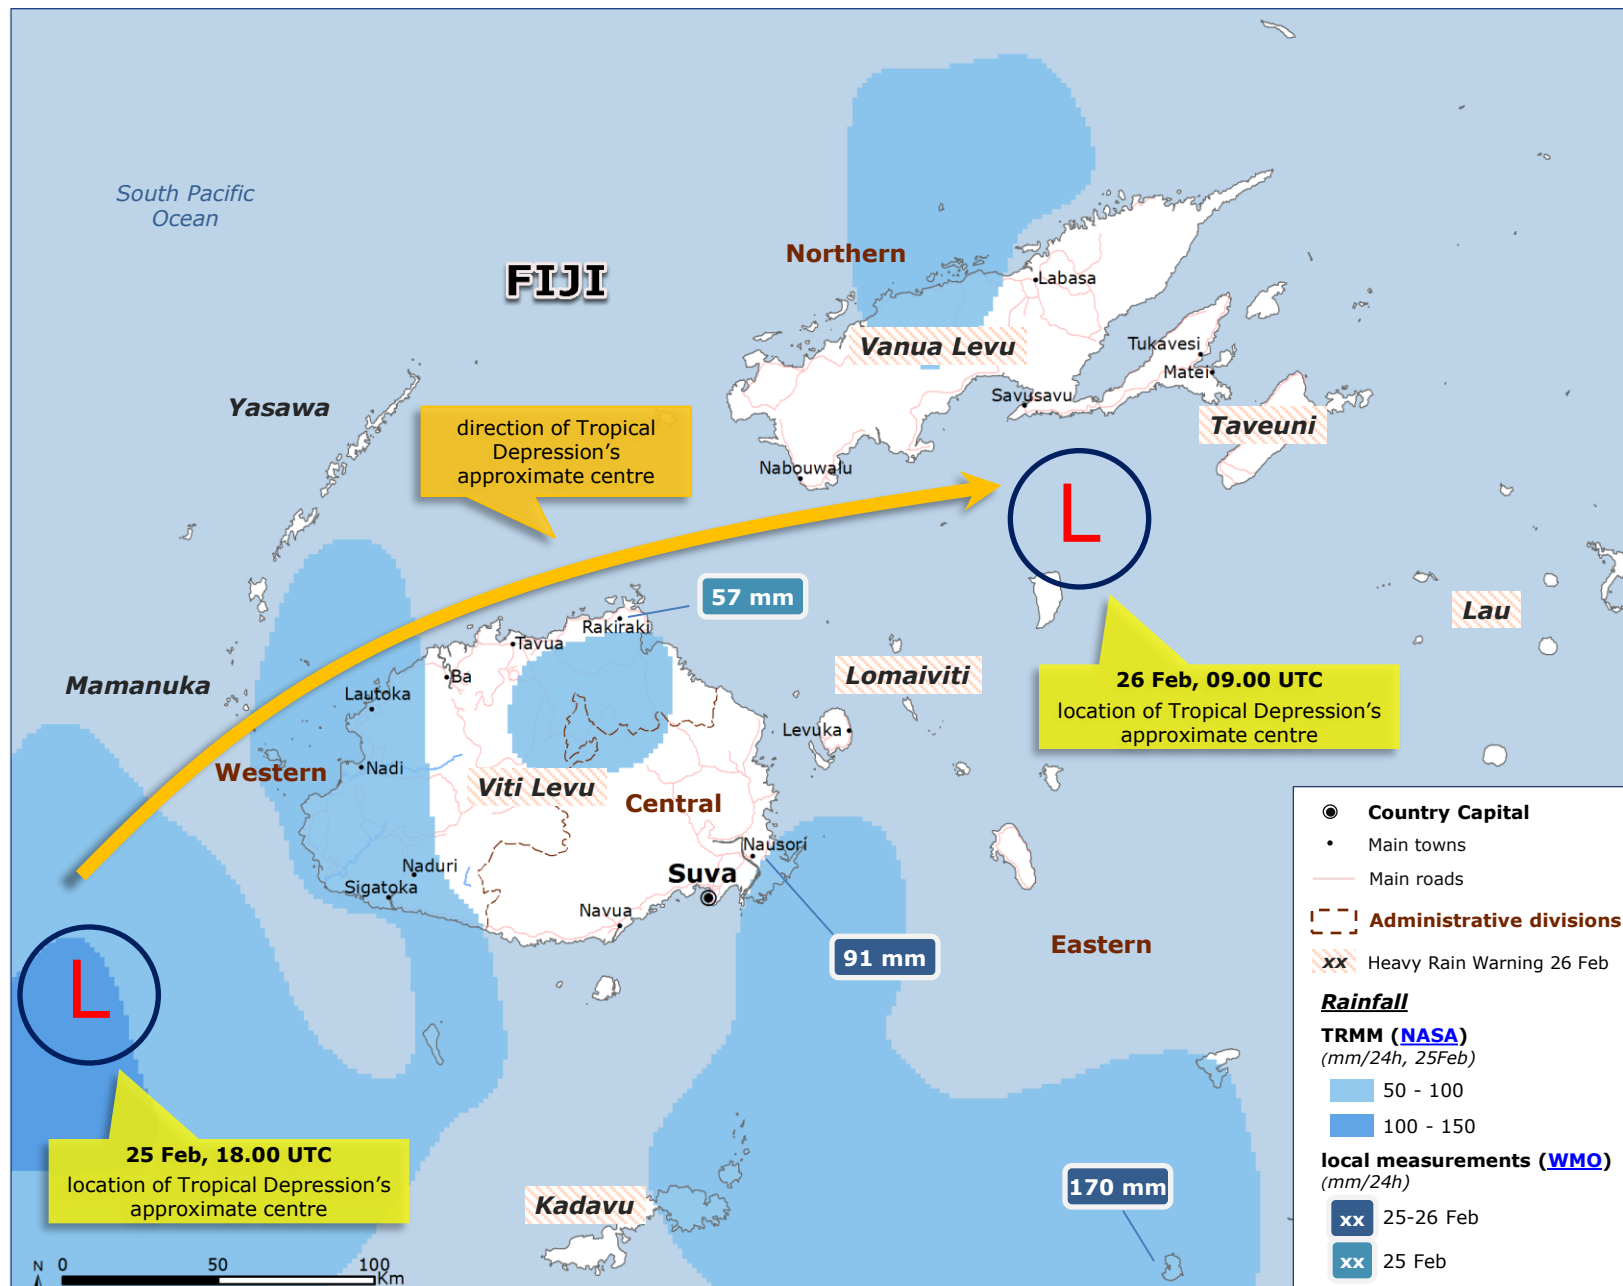 South Pacific
Ocean
FIJI
Northern
Labasa
Vanua Levu
Tukavesi
Matei
Savusavu
Taveuni
Yasawa
direction of Tropical
Depression's
approximate centre
Nabouwalu
L
57 mm
Rakiraki
Tavua
Lau
Ba
Mamanuka
Lautoka
Lomaiviti
26 Feb, 09.00 UTC
location of Tropical Depression's
approximate centre
Levuka
Nadi
Western
Viti Levu
Central
Nausori
Naduri
Suva
Sigatoka
Navua
91 mm
Eastern
L
25 Feb, 18.00 UTC
location of Tropical Depression's
approximate centre
Kadavu
170 mm
N 0 50 100
Km
Country Capital
Main towns
Main roads
Administrative divisions
xx Heavy Rain Warning 26 Feb
Rainfall
TRMM (NASA)
(mm/24h, 25Feb)
50 - 100
100 - 150
local measurements (WMO)
(mm/24h)
xx 25-26 Feb
xx 25 Feb